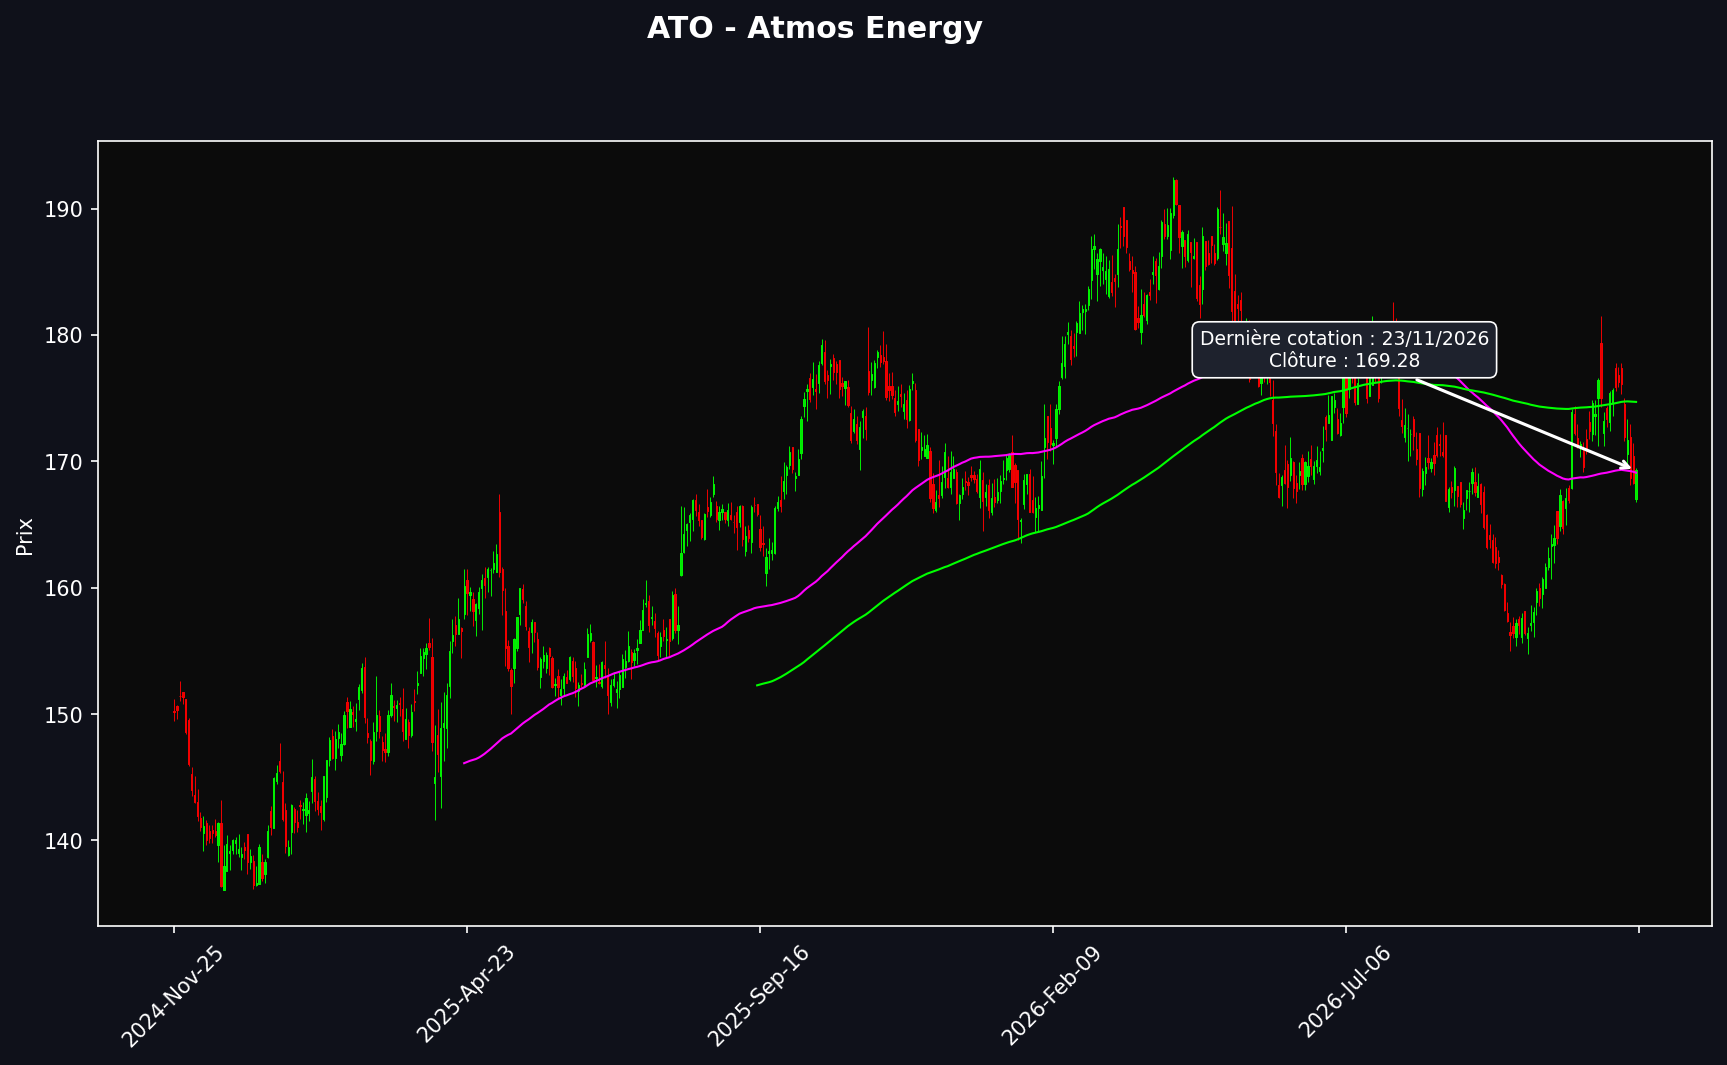 ATO - Atmos Energy
Prix
190
180
170
160
150
140
Dernière cotation : 23/11/2026
Clôture : 169.28
2024-Nov-25
2025-Apr-23
2025-Sep-16
2026-Feb-09
2026-Jul-06